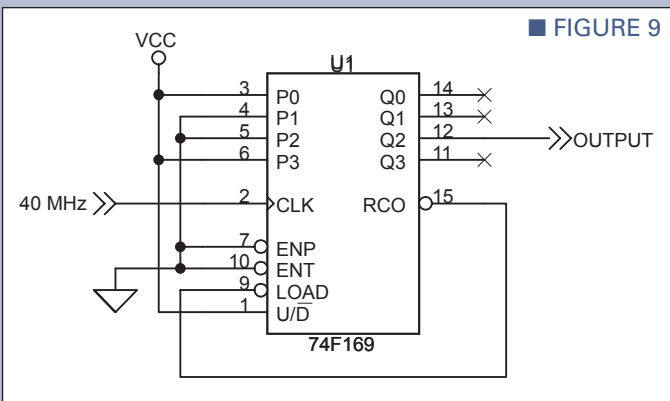 ■ FIGURE 9
VCC
U1
3 P0 Q0 14
4 P1 Q1 13
5 P2 Q2 12 OUTPUT
6 P3 Q3 11
40 MHz 2 CLK RCO 15
7 ENP
10 ENT
9 LOAD
1 U/D̅
74F169